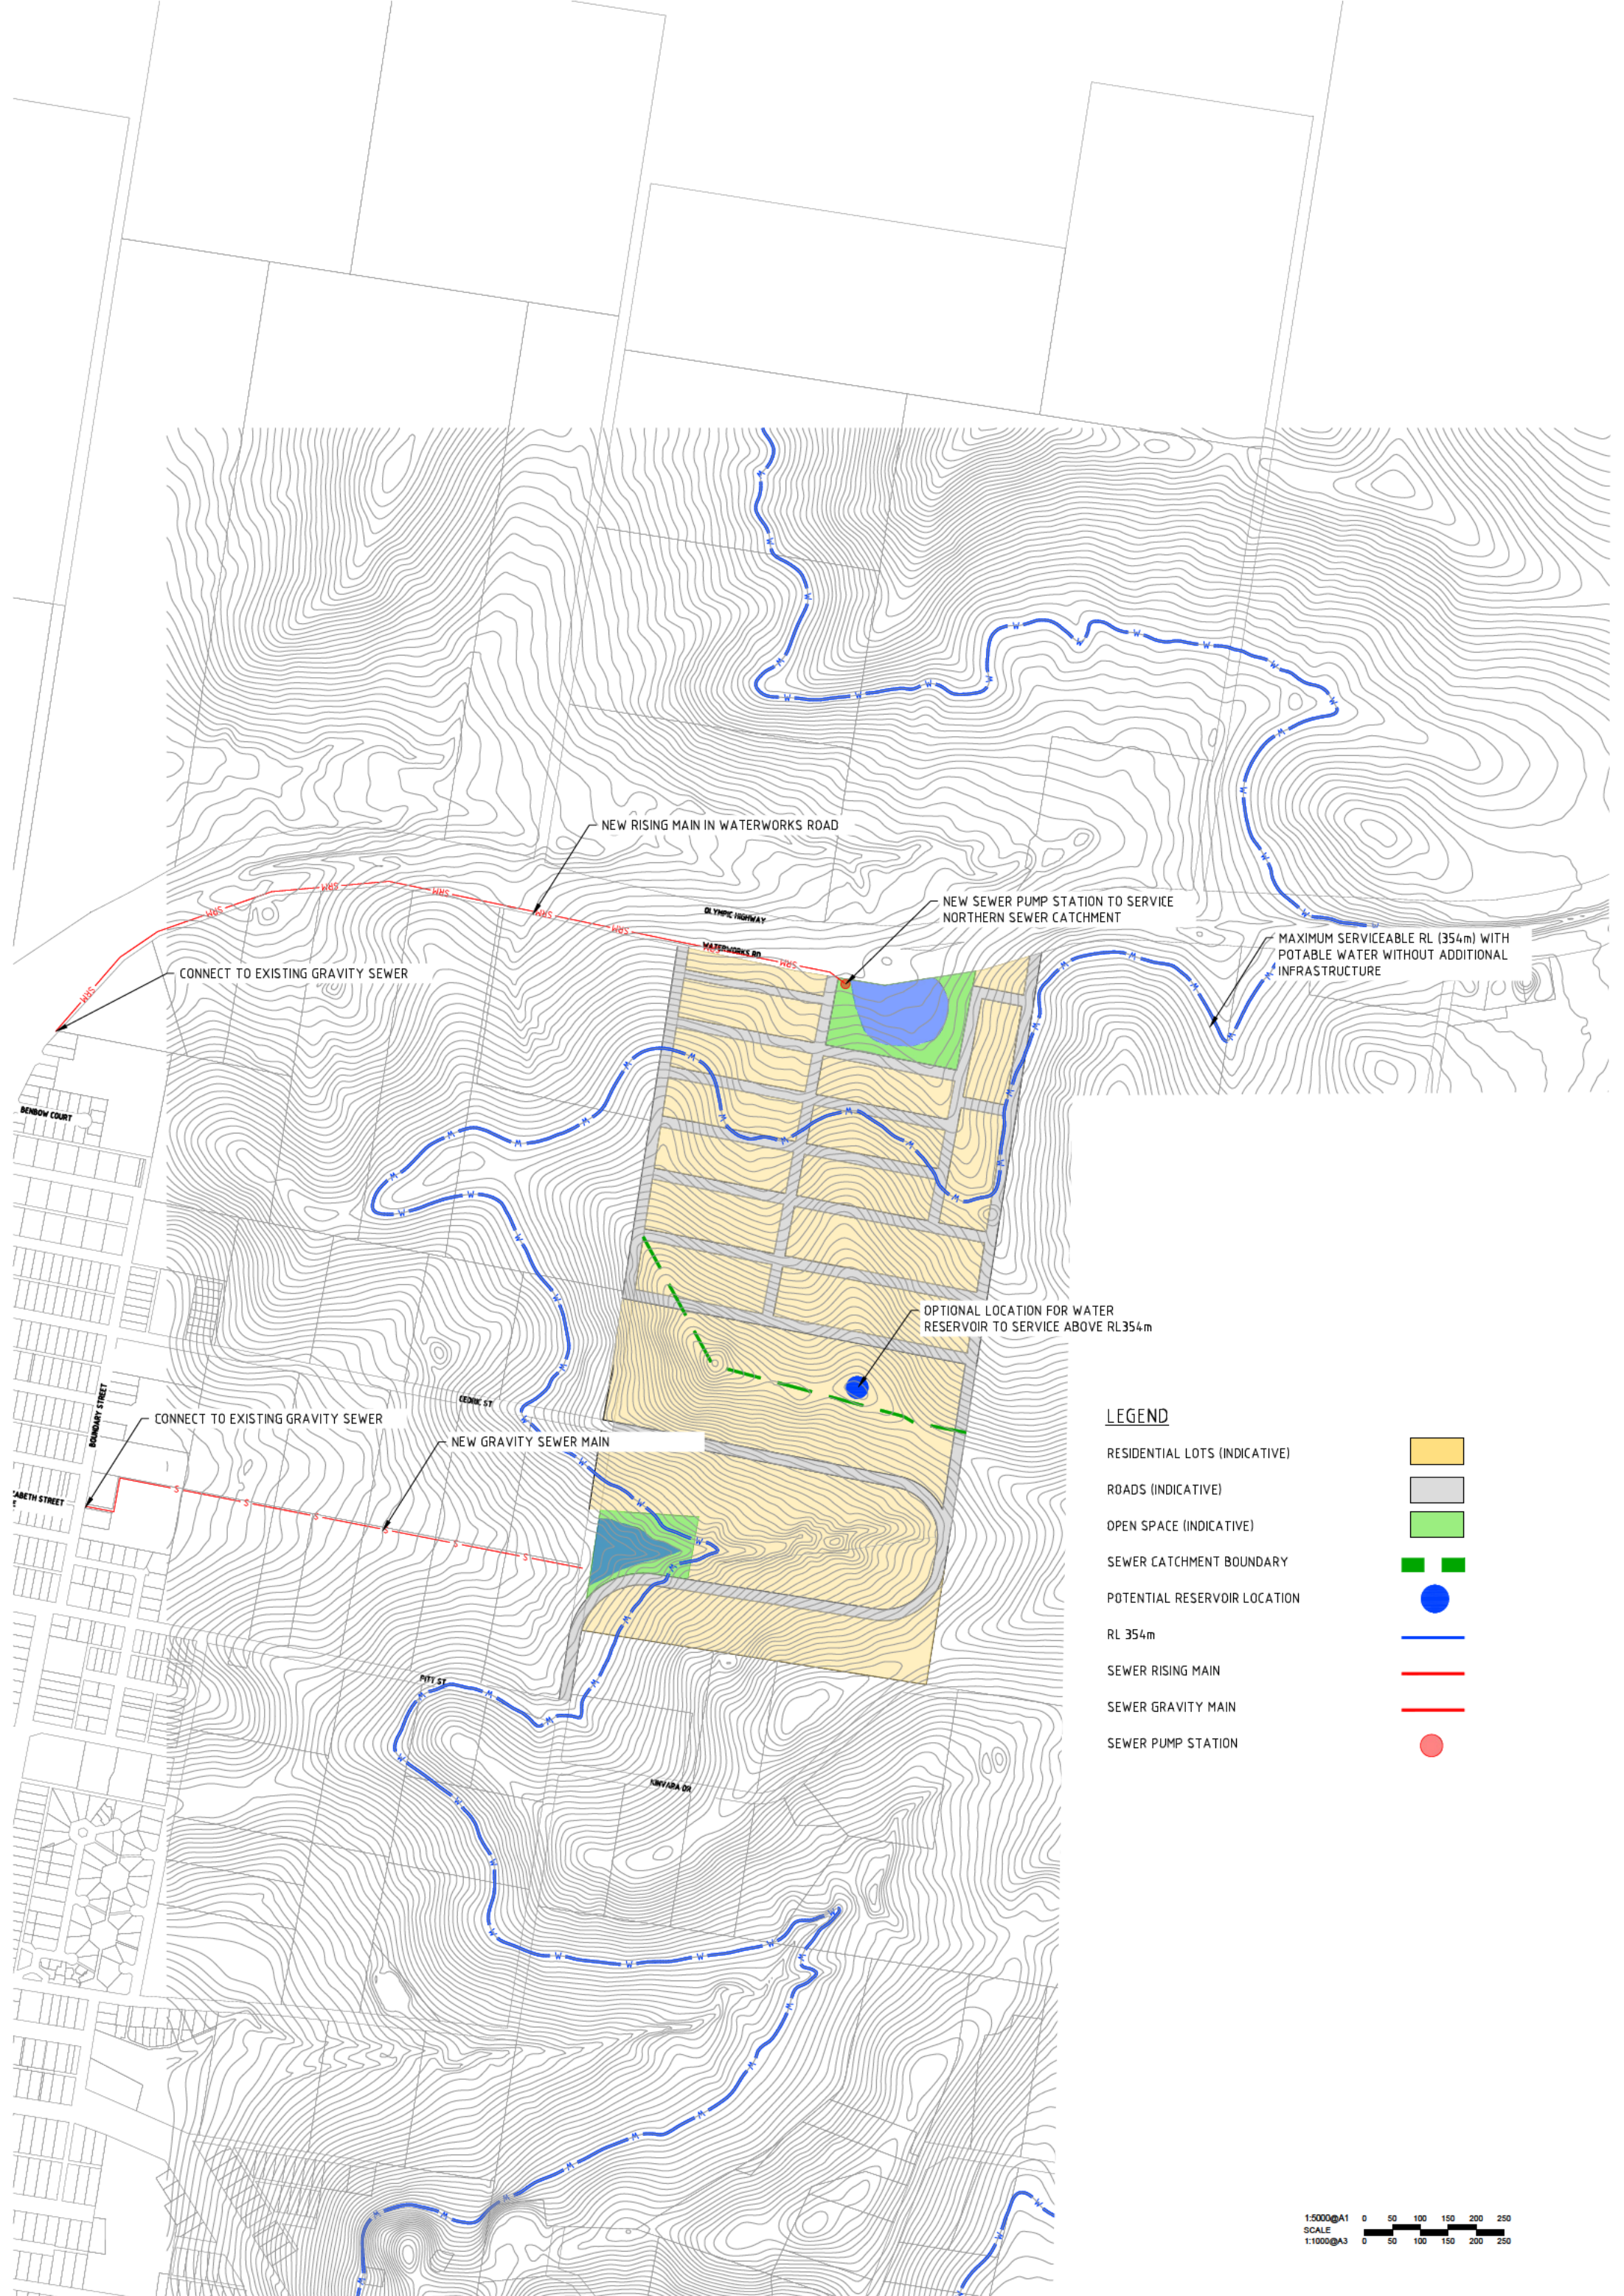 NEW RISING MAIN IN WATERWORKS ROAD
OLYMPIC HIGHWAY
WATERWORKS RD
NEW SEWER PUMP STATION TO SERVICE
NORTHERN SEWER CATCHMENT
MAXIMUM SERVICEABLE RL (354m) WITH
POTABLE WATER WITHOUT ADDITIONAL
INFRASTRUCTURE
CONNECT TO EXISTING GRAVITY SEWER
BENBOW COURT
OPTIONAL LOCATION FOR WATER
RESERVOIR TO SERVICE ABOVE RL354m
BOUNDARY STREET
CEDRIC ST
CONNECT TO EXISTING GRAVITY SEWER
NEW GRAVITY SEWER MAIN
ABETH STREET
PITT ST
KINVARA DR
LEGEND
RESIDENTIAL LOTS (INDICATIVE)
ROADS (INDICATIVE)
OPEN SPACE (INDICATIVE)
SEWER CATCHMENT BOUNDARY
POTENTIAL RESERVOIR LOCATION
RL 354m
SEWER RISING MAIN
SEWER GRAVITY MAIN
SEWER PUMP STATION
1:5000@A1 0 50 100 150 200 250
SCALE
1:1000@A3 0 50 100 150 200 250